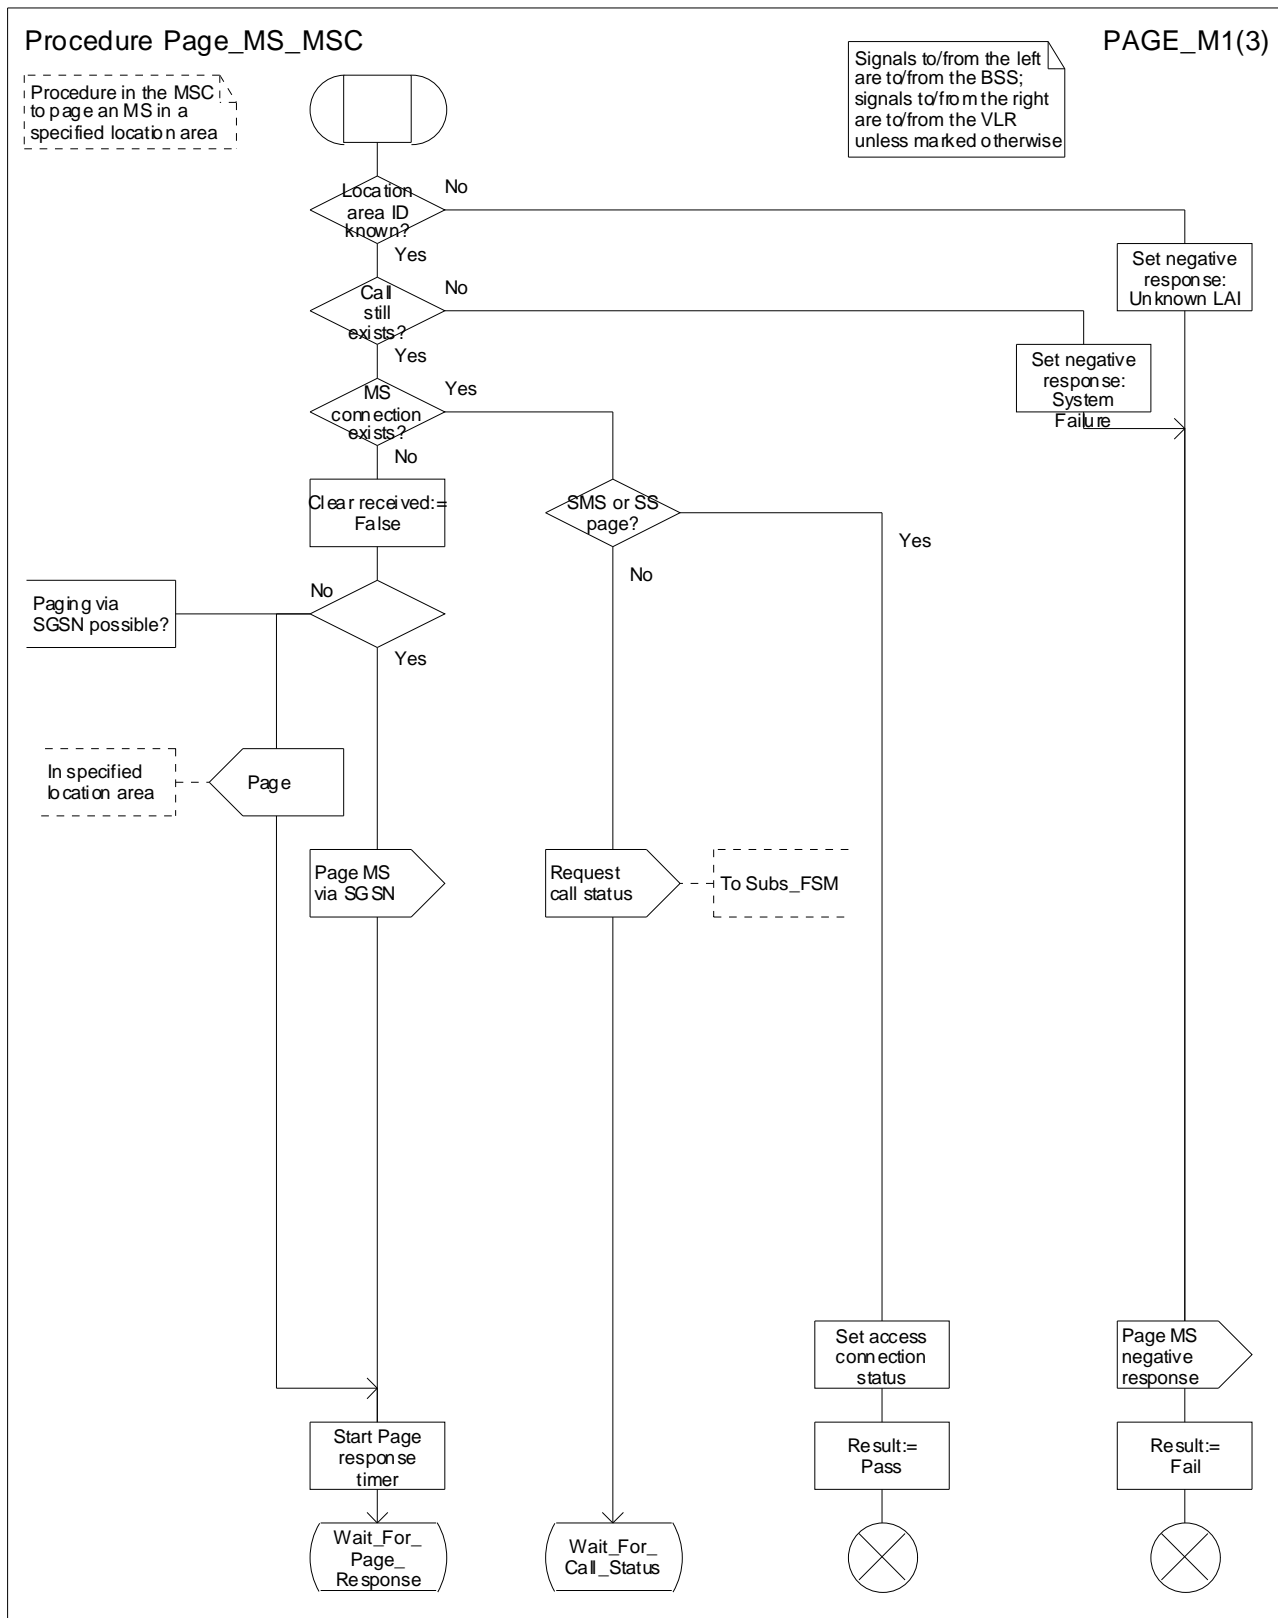 Procedure Page_MS_MSC
PAGE_M1(3)
Procedure in the MSC
to page an MS in a
specified location area
Signals to/from the left
are to/from the BSS;
signals to/from the right
are to/from the VLR
unless marked otherwise
Location
area ID
known?
No
Yes
Set negative
response:
Unknown LAI
Call
still
exists?
No
Yes
Set negative
response:
System
Failure
MS
connection
exists?
Yes
No
Clear received:=
False
SMS or SS
page?
Yes
No
Paging via
SGSN possible?
No
Yes
In specified
location area
Page
Page MS
via SGSN
Request
call status
To Subs_FSM
Set access
connection
status
Page MS
negative
response
Start Page
response
timer
Result:=
Pass
Result:=
Fail
Wait_For_
Page_
Response
Wait_For_
Call_Status